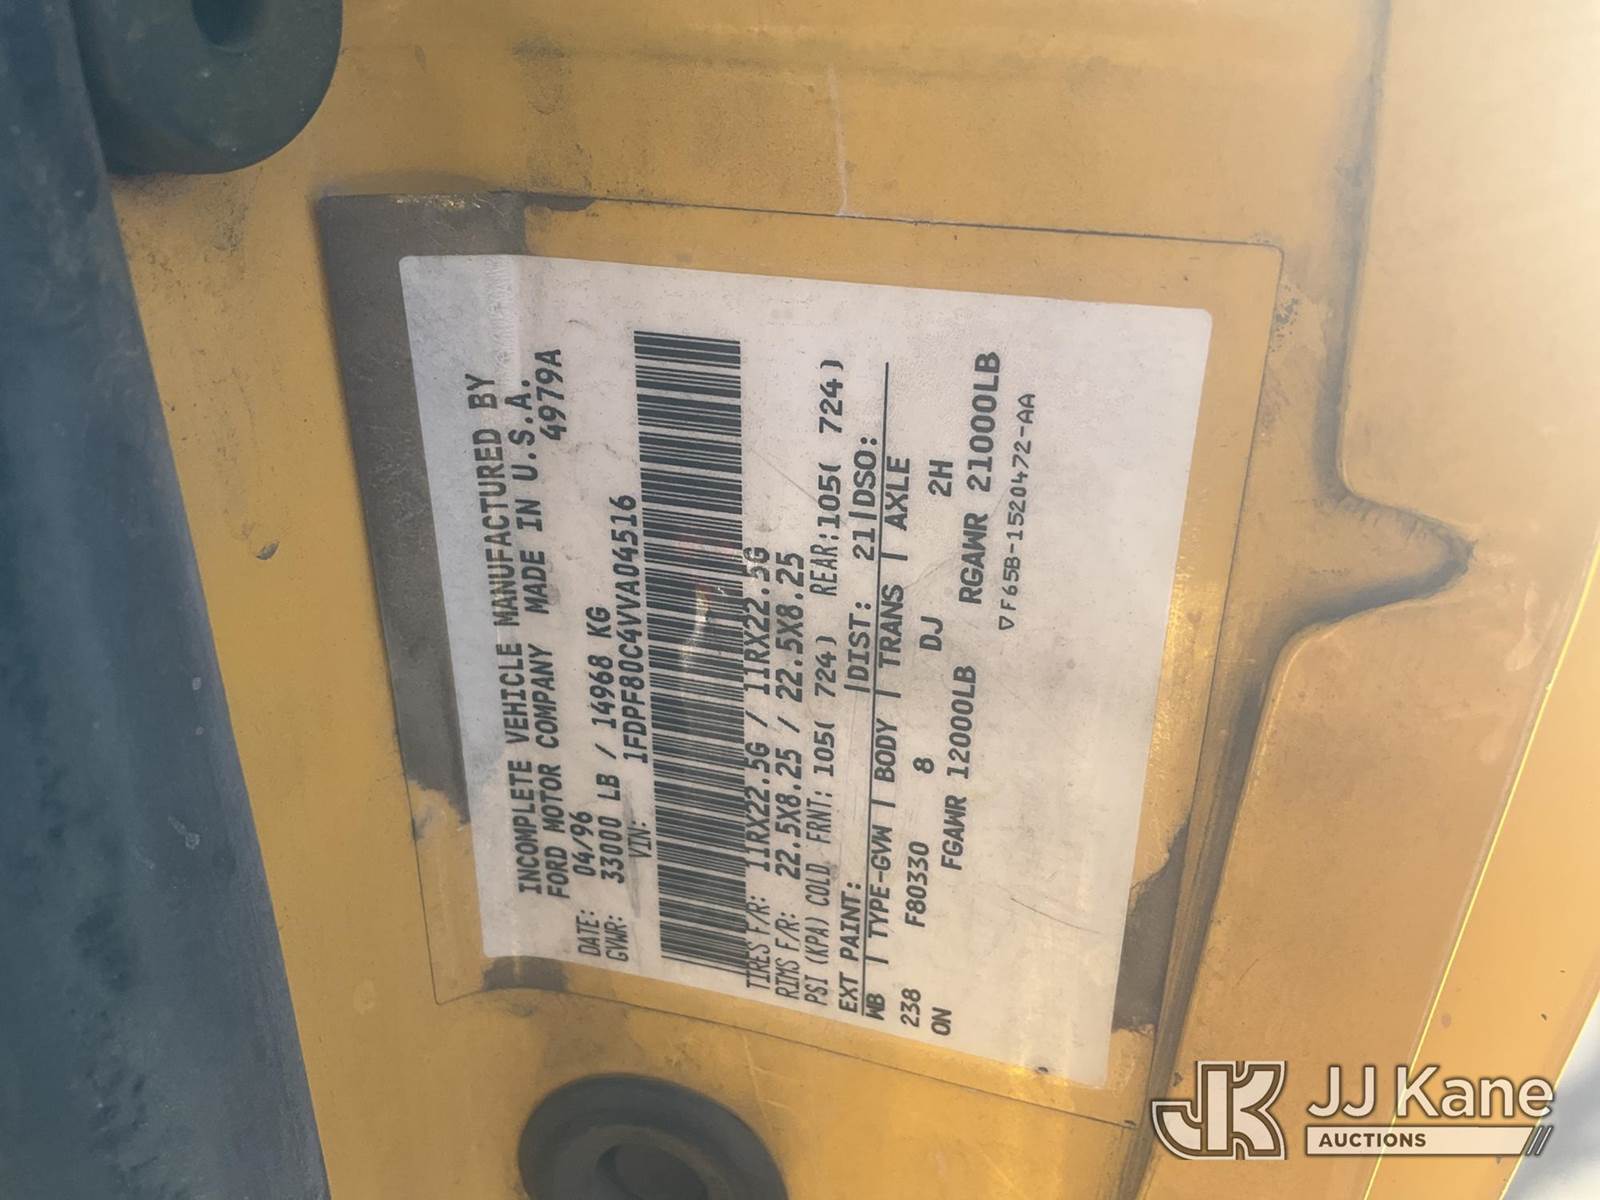 INCOMPLETE VEHICLE MANUFACTURED BY
FORD MOTOR COMPANY MADE IN U.S.A.
DATE: 04/96 4979A
GVWR: 33000 LB / 14968 KG
VIN: 1FDPF80C4VVA04516
TIRES F/R: 11RX22.5G / 11RX22.5G
RIMS F/R: 22.5X8.25 / 22.5X8.25
PSI (KPA) COLD FRNT: 105( 724) REAR:105( 724)
EXT PAINT: |DIST: 21|DSO:
WB | TYPE-GVW | BODY | TRANS | AXLE
238 F80330 8 DJ 2H
ON FGAWR 12000LB RGAWR 21000LB
▽F65B-1520472-AA
JK JJ Kane
AUCTIONS